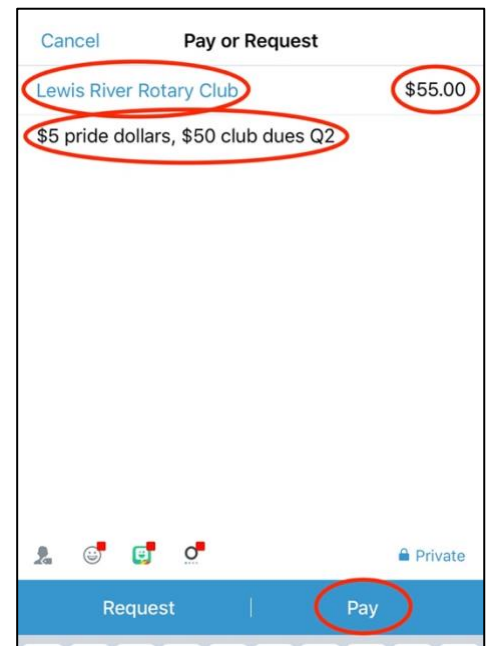 Cancel Pay or Request
Lewis River Rotary Club $55.00
$5 pride dollars, $50 club dues Q2
Private
Request | Pay